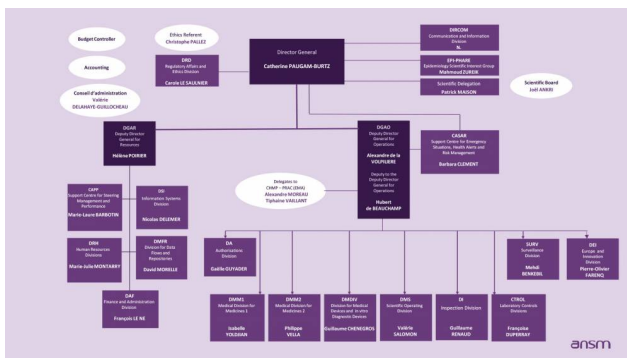 Budget Controller
Accounting
Conseil d'administration
Valérie
DELAHAYE-GUILLOCHEAU
Ethics Referent
Christophe PALLEZ
DRD
Regulatory Affairs and
Ethics Division
Carole LE SAULNIER
Director General
Catherine PAUGAM-BURTZ
DIRCOM
Communication and Information
Division
N.
EPI-PHARE
Epidemiology Scientific Interest Group
Mahmoud ZUREIK
Scientific Delegation
Patrick MAISON
Scientific Board
Joël ANKRI
DGAR
Deputy Director
General for
Resources
Hélène POIRIER
DGAO
Deputy Director
General for
Operations
Alexandre de la
VOLPILIERE
Deputy to the
Deputy Director
General for
Operations
Hubert
de BEAUCHAMP
CASAR
Support Centre for Emergency
Situations, Health Alerts and
Risk Management
Barbara CLEMENT
Delegates to
CHMP – PRAC (EMA)
Alexandre MOREAU
Tiphaine VAILLANT
CAPP
Support Centre for Steering
Management and
Performance
Marie-Laure BARBOTIN
DSI
Information Systems
Division
Nicolas DELEMER
DRH
Human Resources
Divisions
Marie-Julie MONTARRY
DMFR
Division for Data
Flows and
Repositories
David MORELLE
DAF
Finance and Administration
Division
François LE NE
DA
Authorisations
Division
Gaëlle GUYADER
SURV
Surveillance
Division
Mehdi
BENKEBIL
DEI
Europe and
Innovation
Division
Pierre-Olivier
FARENQ
DMM1
Medical Division for
Medicines 1
Isabelle
YOLDJIAN
DMM2
Medical Division for
Medicines 2
Philippe
VELLA
DMDIV
Division for Medical
Devices and in vitro
Diagnostic Devices
Guillaume CHENEGROS
DMS
Scientific Operating
Division
Valérie
SALOMON
DI
Inspection Division
Guillaume
RENAUD
CTROL
Laboratory Controls
Divisions
Françoise
DUPERRAY
ansm